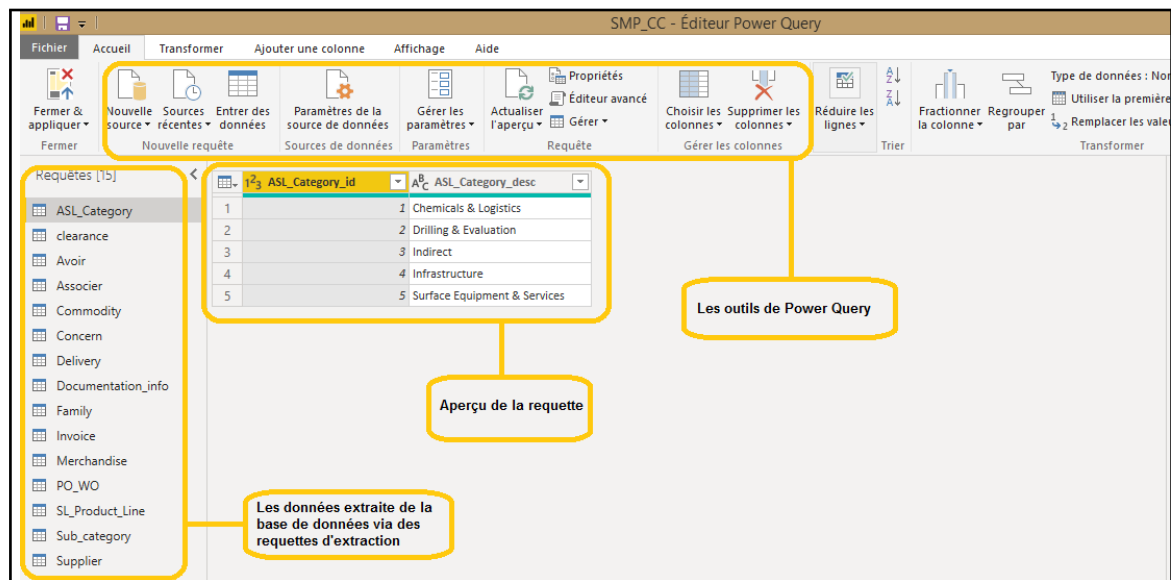 SMP_CC - Éditeur Power Query
Fichier Accueil Transformer Ajouter une colonne Affichage Aide
Fermer & appliquer
Nouvelle source
Sources récentes
Entrer des données
Paramètres de la source de données
Gérer les paramètres
Actualiser l'aperçu
Propriétés
Éditeur avancé
Gérer
Choisir les colonnes
Supprimer les colonnes
Réduire les lignes
Fractionner la colonne
Regrouper par
Type de données : Nor
Utiliser la première
Remplacer les valeu
Fermer Nouvelle requête Sources de données Paramètres Requête Gérer les colonnes Trier Transformer
Requêtes [15]
ASL_Category
clearance
Avoir
Associer
Commodity
Concern
Delivery
Documentation_info
Family
Invoice
Merchandise
PO_WO
SL_Product_Line
Sub_category
Supplier
1²3 ASL_Category_id ABC ASL_Category_desc
1 1 Chemicals & Logistics
2 2 Drilling & Evaluation
3 3 Indirect
4 4 Infrastructure
5 5 Surface Equipment & Services
Les outils de Power Query
Aperçu de la requette
Les données extraite de la
base de données via des
requettes d'extraction